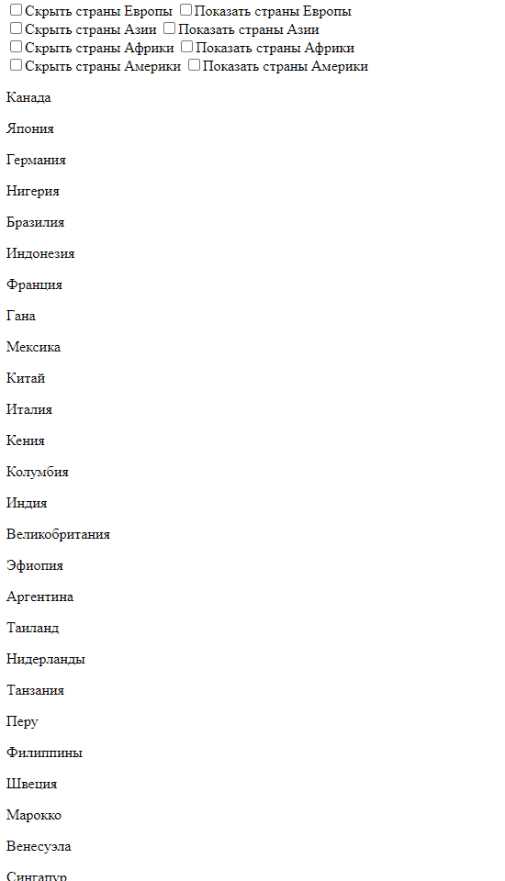 Скрыть страны Европы Показать страны Европы
Скрыть страны Азии Показать страны Азии
Скрыть страны Африки Показать страны Африки
Скрыть страны Америки Показать страны Америки
Канада
Япония
Германия
Нигерия
Бразилия
Индонезия
Франция
Гана
Мексика
Китай
Италия
Кения
Колумбия
Индия
Великобритания
Эфиопия
Аргентина
Таиланд
Нидерланды
Танзания
Перу
Филиппины
Швеция
Марокко
Венесуэла
Сингапур